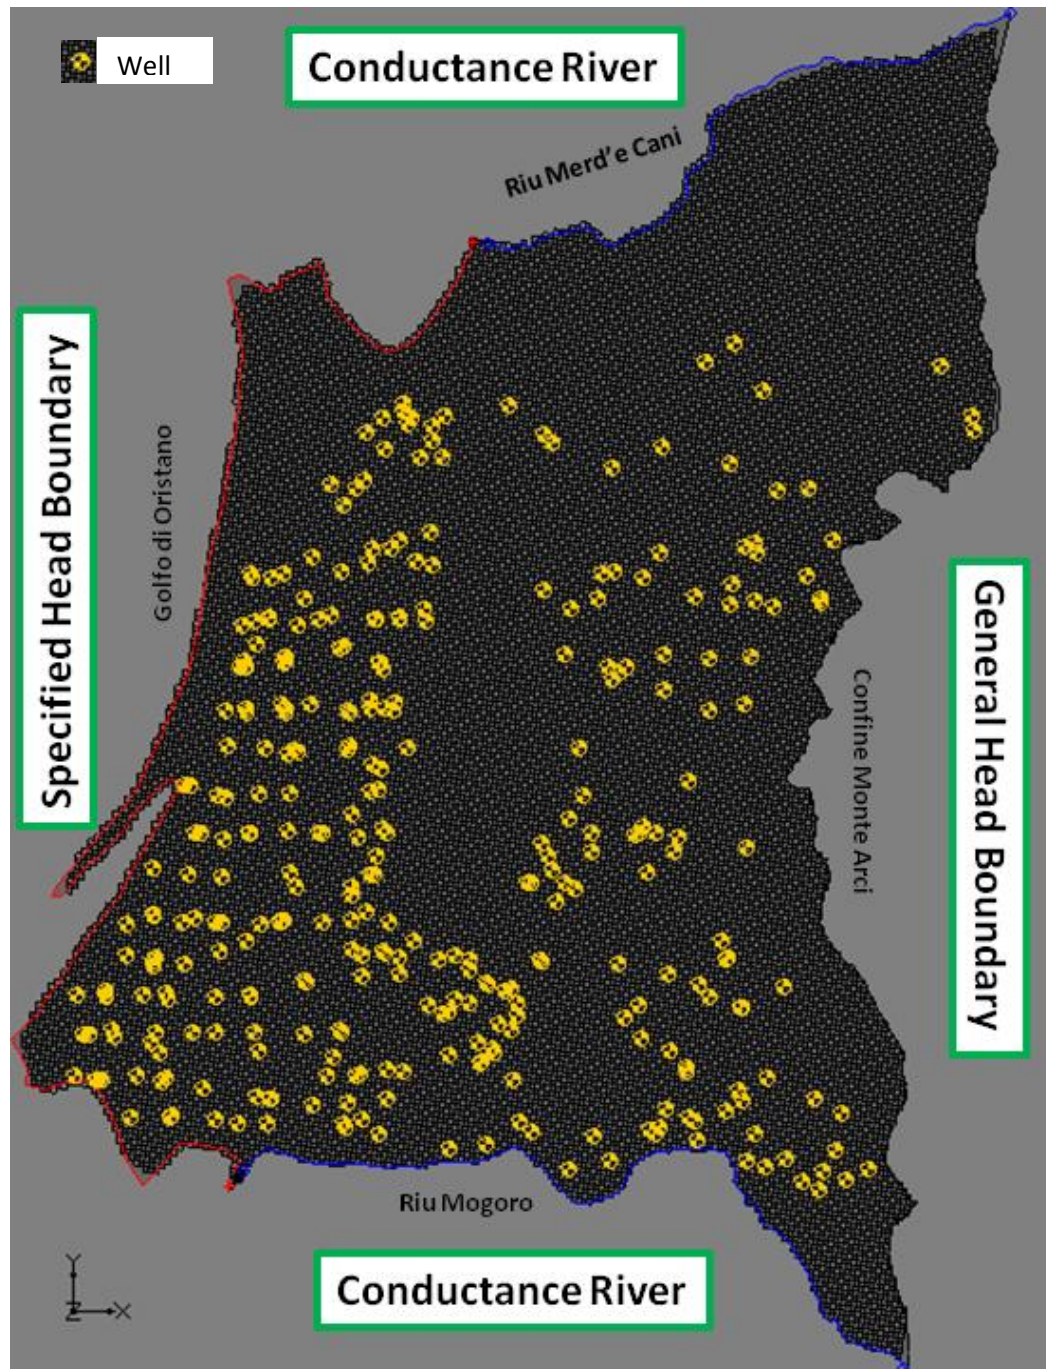 Well
Conductance River
Riu Merd'e Cani
Specified Head Boundary
Golfo di Oristano
General Head Boundary
Confine Monte Arci
Riu Mogoro
Conductance River
Y
Z
X